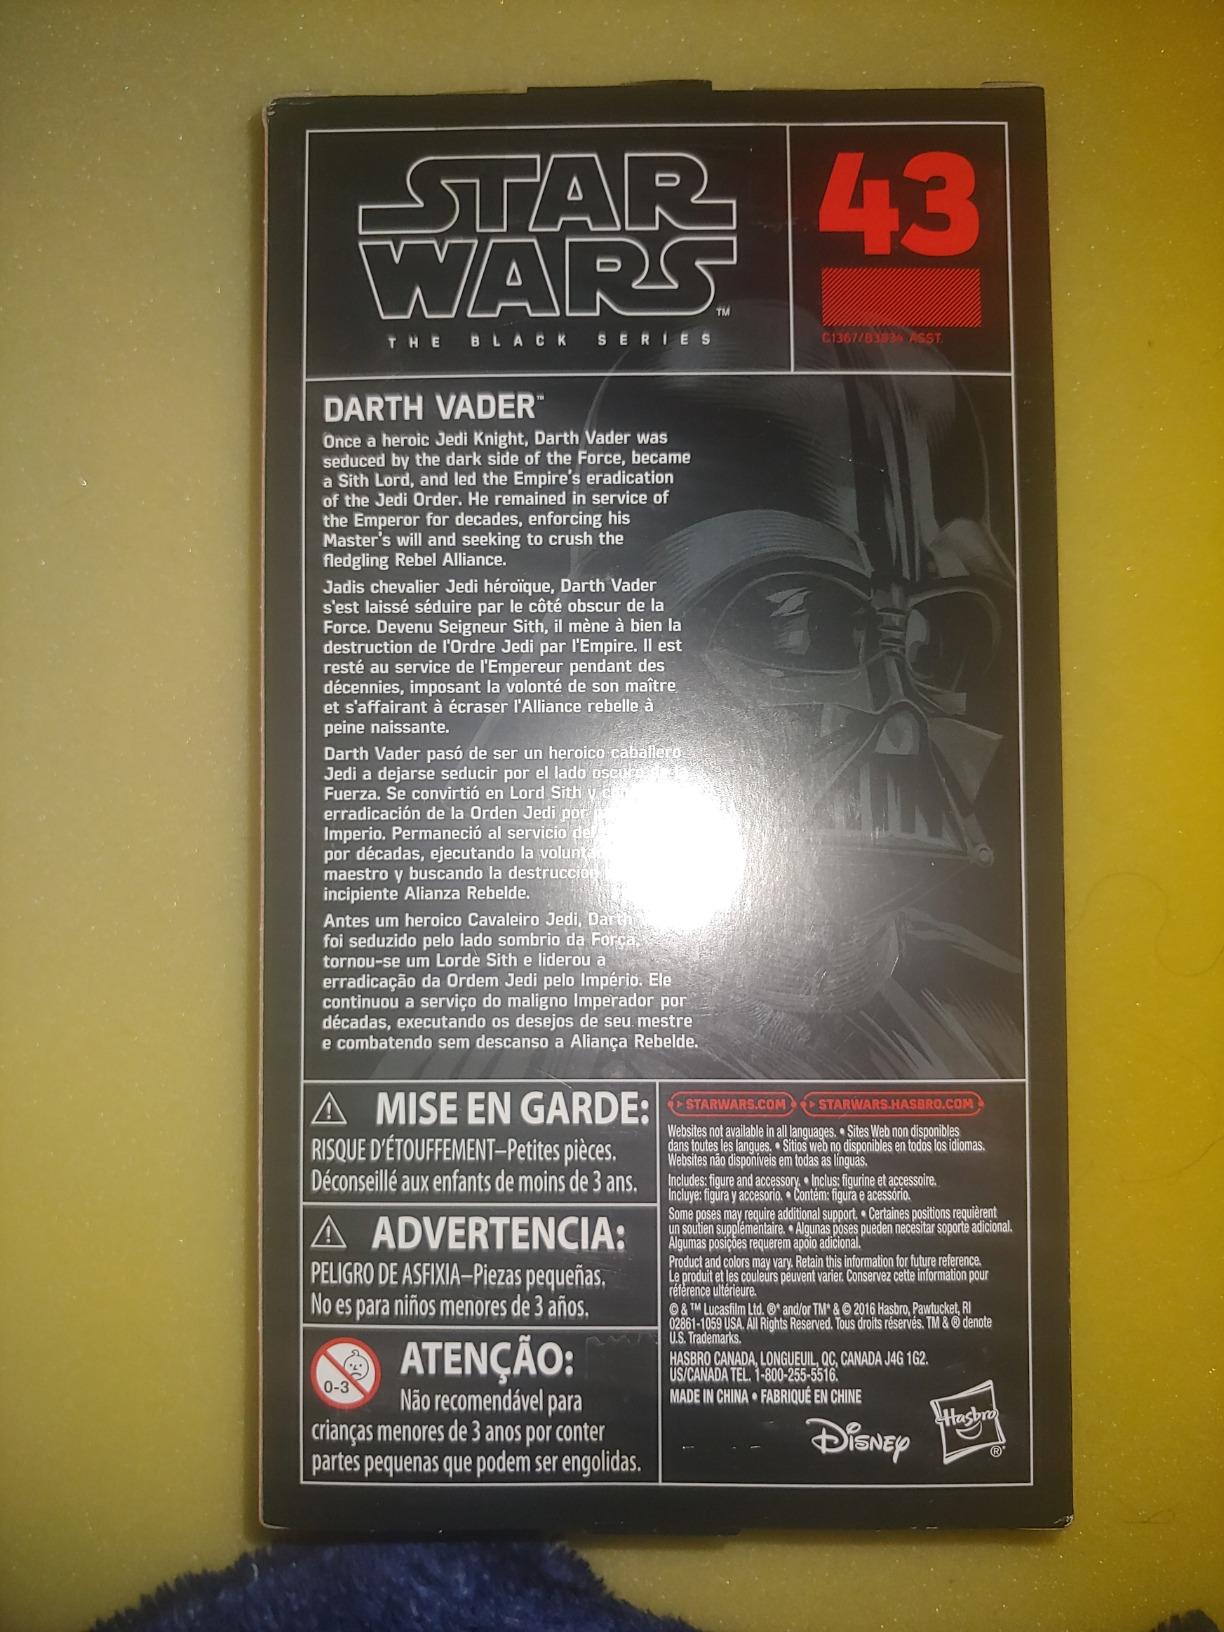 STAR
WARS™
THE BLACK SERIES
43
C1367/B3834 ASST.
DARTH VADER™
Once a heroic Jedi Knight, Darth Vader was
seduced by the dark side of the Force, became
a Sith Lord, and led the Empire's eradication
of the Jedi Order. He remained in service of
the Emperor for decades, enforcing his
Master's will and seeking to crush the
fledgling Rebel Alliance.
Jadis chevalier Jedi héroïque, Darth Vader
s'est laissé séduire par le côté obscur de la
Force. Devenu Seigneur Sith, il mène à bien la
destruction de l'Ordre Jedi par l'Empire. Il est
resté au service de l'Empereur pendant des
décennies, imposant la volonté de son maître
et s'affairant à écraser l'Alliance rebelle à
peine naissante.
Darth Vader pasó de ser un heroico caballero
Jedi a dejarse seducir por el lado oscuro
Fuerza. Se convirtió en Lord Sith y
erradicación de la Orden Jedi por
Imperio. Permaneció al servicio
por décadas, ejecutando la
maestro y buscando la destrucción
incipiente Alianza Rebelde.
Antes um heroico Cavaleiro Jedi, Darth
foi seduzido pelo lado sombrio da Força,
tornou-se um Lorde Sith e liderou a
erradicação da Ordem Jedi pelo Império. Ele
continuou a serviço do maligno Imperador por
décadas, executando os desejos de seu mestre
e combatendo sem descanso a Aliança Rebelde.
MISE EN GARDE:
RISQUE D'ÉTOUFFEMENT–Petites pièces.
Déconseillé aux enfants de moins de 3 ans.
ADVERTENCIA:
PELIGRO DE ASFIXIA–Piezas pequeñas.
No es para niños menores de 3 años.
0-3
ATENÇÃO:
Não recomendável para
crianças menores de 3 anos por conter
partes pequenas que podem ser engolidas.
STARWARS.COM STARWARS.HASBRO.COM
Websites not available in all languages. • Sites Web non disponibles
dans toutes les langues. • Sitios web no disponibles en todos los idiomas.
Websites não disponíveis em todas as línguas.
Includes: figure and accessory. • Inclus: figurine et accessoire.
Incluye: figura y accesorio. • Contém: figura e acessório.
Some poses may require additional support. • Certaines positions requièrent
un soutien supplémentaire. • Algunas poses pueden necesitar soporte adicional.
Algumas posições requerem apoio adicional.
Product and colors may vary. Retain this information for future reference.
Le produit et les couleurs peuvent varier. Conservez cette information pour
référence ultérieure.
© & ™ Lucasfilm Ltd. ®* and/or TM* & © 2016 Hasbro, Pawtucket, RI
02861-1059 USA. All Rights Reserved. Tous droits réservés. TM & ® denote
U.S. Trademarks.
HASBRO CANADA, LONGUEUIL, QC, CANADA J4G 1G2.
US/CANADA TEL. 1-800-255-5516.
MADE IN CHINA • FABRIQUÉ EN CHINE
Disney
Hasbro ®*